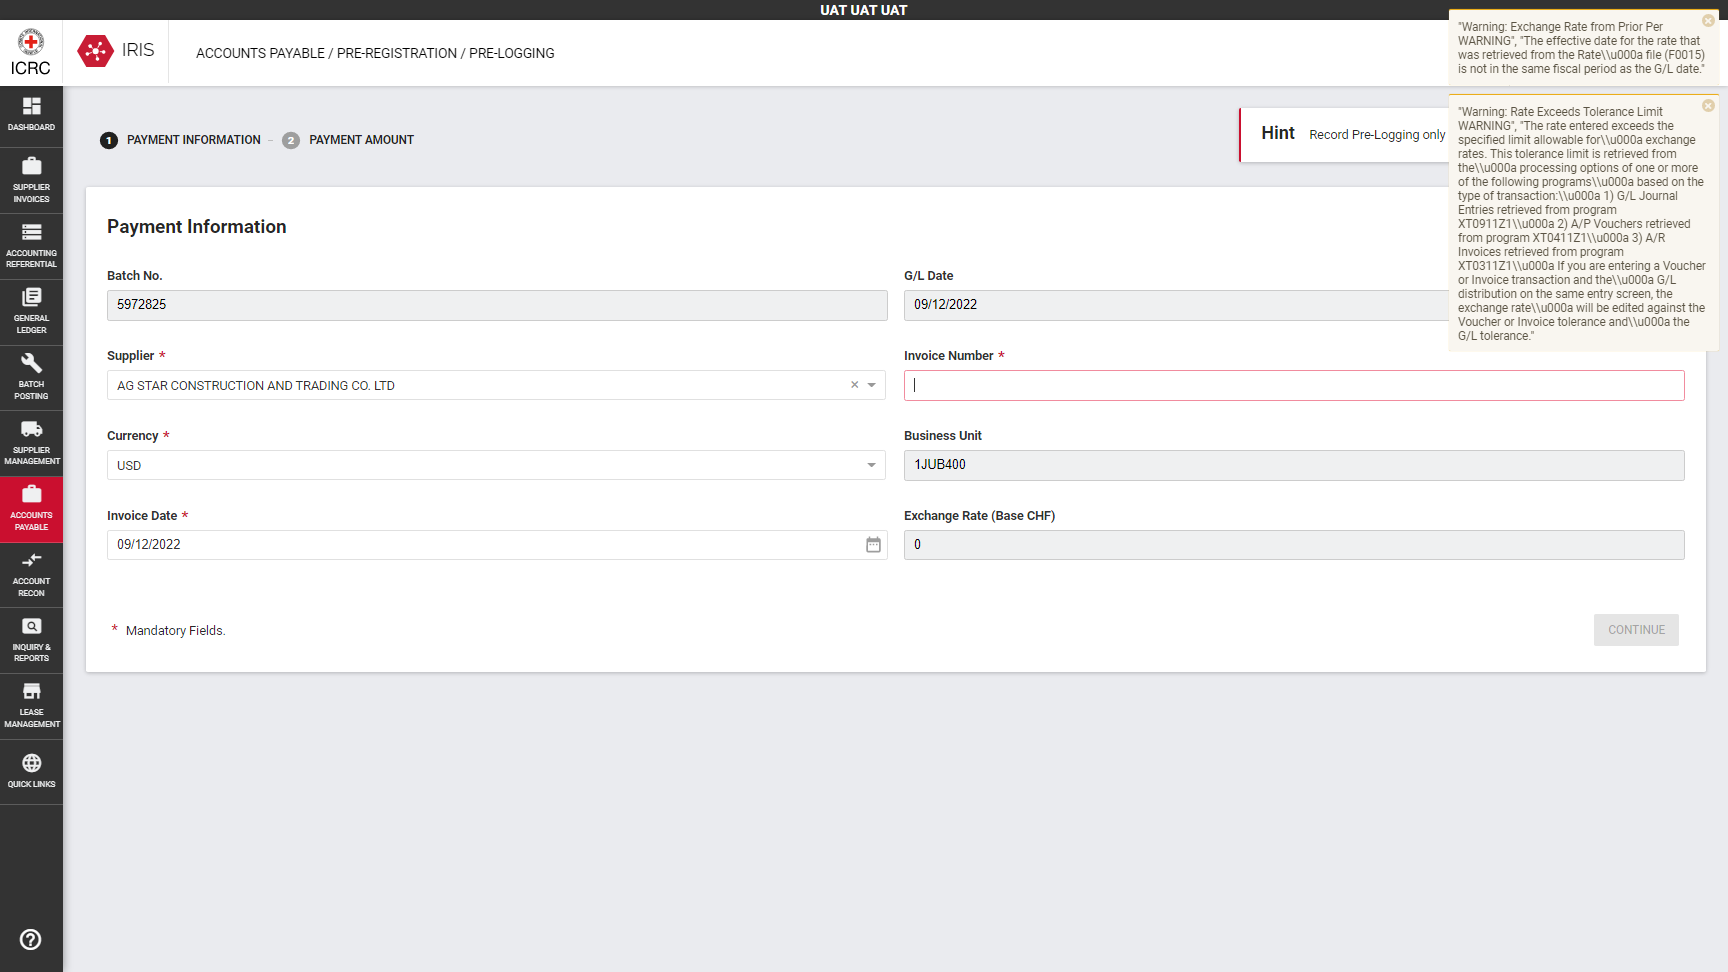 UAT UAT UAT
ICRC
IRIS
ACCOUNTS PAYABLE / PRE-REGISTRATION / PRE-LOGGING
"Warning: Exchange Rate from Prior Per
WARNING", "The effective date for the rate that
was retrieved from the Rate\\u000a file (F0015)
is not in the same fiscal period as the G/L date."
"Warning: Rate Exceeds Tolerance Limit
WARNING", "The rate entered exceeds the
specified limit allowable for\\u000a exchange
rates. This tolerance limit is retrieved from
the\\u000a processing options of one or more
of the following programs\\u000a based on the
type of transaction:\\u000a 1) G/L Journal
Entries retrieved from program
XT0911Z1\\u000a 2) A/P Vouchers retrieved
from program XT0411Z1\\u000a 3) A/R
Invoices retrieved from program
XT0311Z1\\u000a If you are entering a Voucher
or Invoice transaction and the\\u000a G/L
distribution on the same entry screen, the
exchange rate\\u000a will be edited against the
Voucher or Invoice tolerance and\\u000a the
G/L tolerance."
DASHBOARD
SUPPLIER
INVOICES
ACCOUNTING
REFERENTIAL
GENERAL
LEDGER
BATCH
POSTING
SUPPLIER
MANAGEMENT
ACCOUNTS
PAYABLE
ACCOUNT
RECON
INQUIRY &
REPORTS
LEASE
MANAGEMENT
QUICK LINKS
1 PAYMENT INFORMATION – 2 PAYMENT AMOUNT
Hint Record Pre-Logging only
Payment Information
Batch No.
5972825
G/L Date
09/12/2022
Supplier *
AG STAR CONSTRUCTION AND TRADING CO. LTD
Invoice Number *
Currency *
USD
Business Unit
1JUB400
Invoice Date *
09/12/2022
Exchange Rate (Base CHF)
0
* Mandatory Fields.
CONTINUE